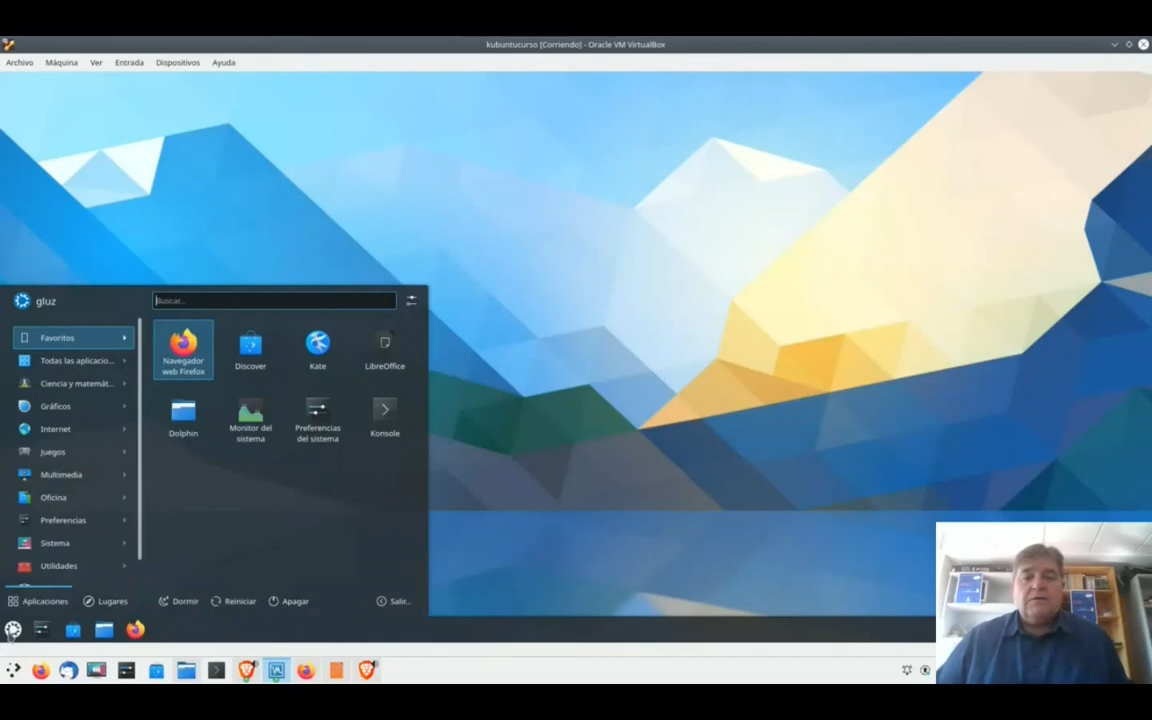 kubuntucurso [Corriendo] - Oracle VM VirtualBox
Archivo Máquina Ver Entrada Dispositivos Ayuda
gluz
Buscar...
Favoritos
Todas las aplicacio...
Ciencia y matemát...
Gráficos
Internet
Juegos
Multimedia
Oficina
Preferencias
Sistema
Utilidades
Navegador
web Firefox
Discover
Kate
LibreOffice
Dolphin
Monitor del
sistema
Preferencias
del sistema
Konsole
Aplicaciones
Lugares
Dormir
Reiniciar
Apagar
Salir...